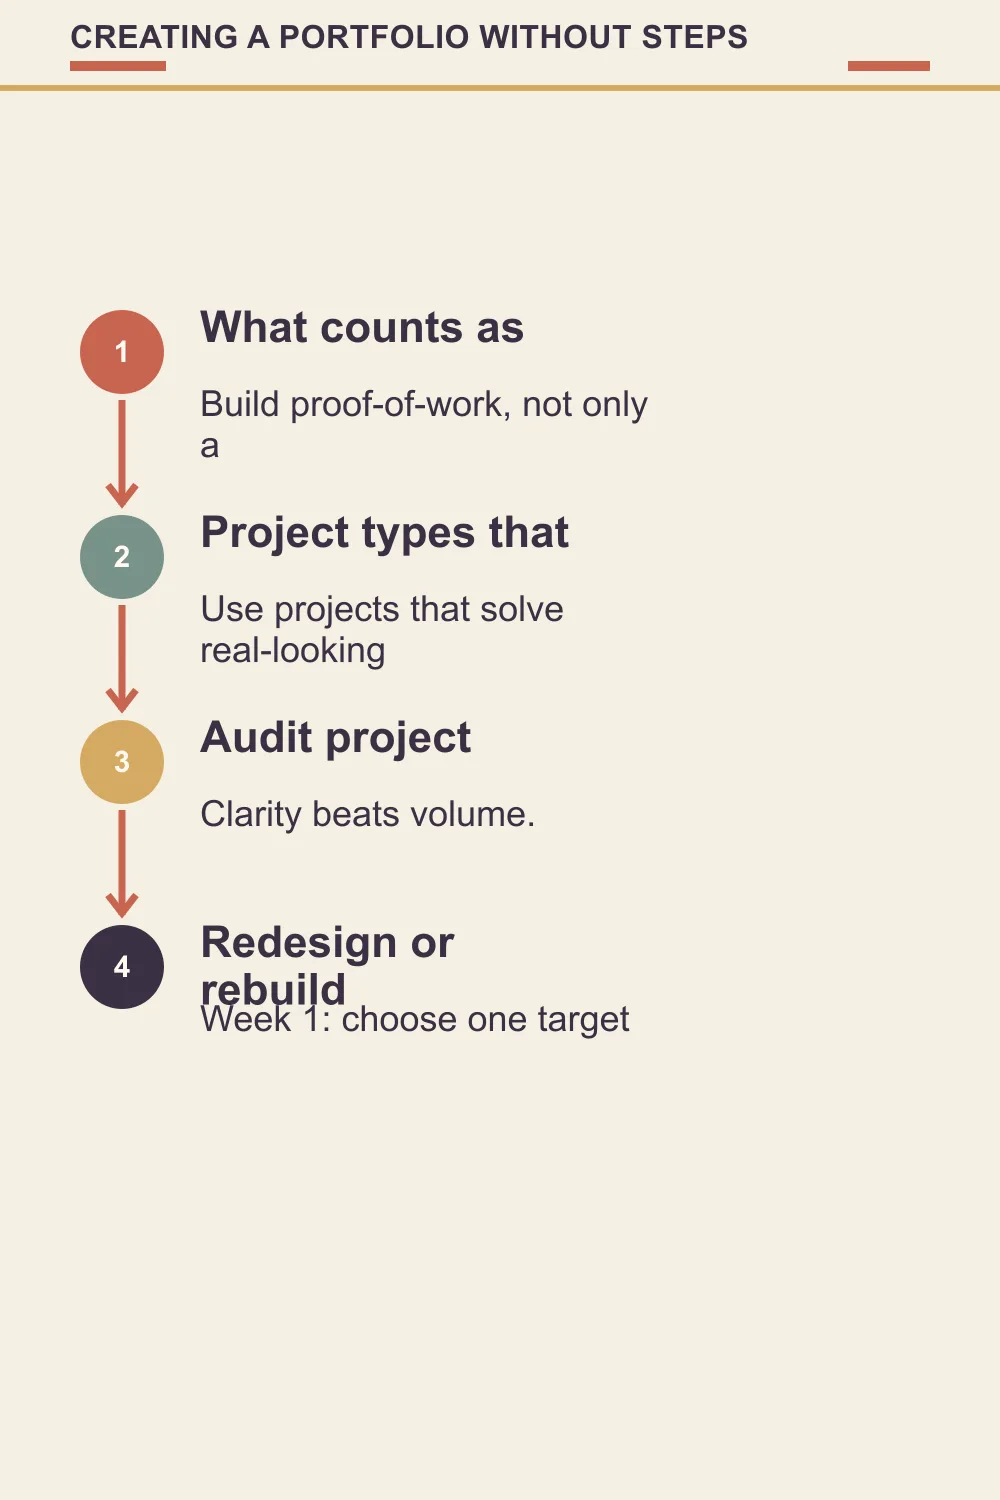 CREATING A PORTFOLIO WITHOUT STEPS
1
What counts as
Build proof-of-work, not only
a
2
Project types that
Use projects that solve
real-looking
3
Audit project
Clarity beats volume.
4
Redesign or
rebuild
Week 1: choose one target